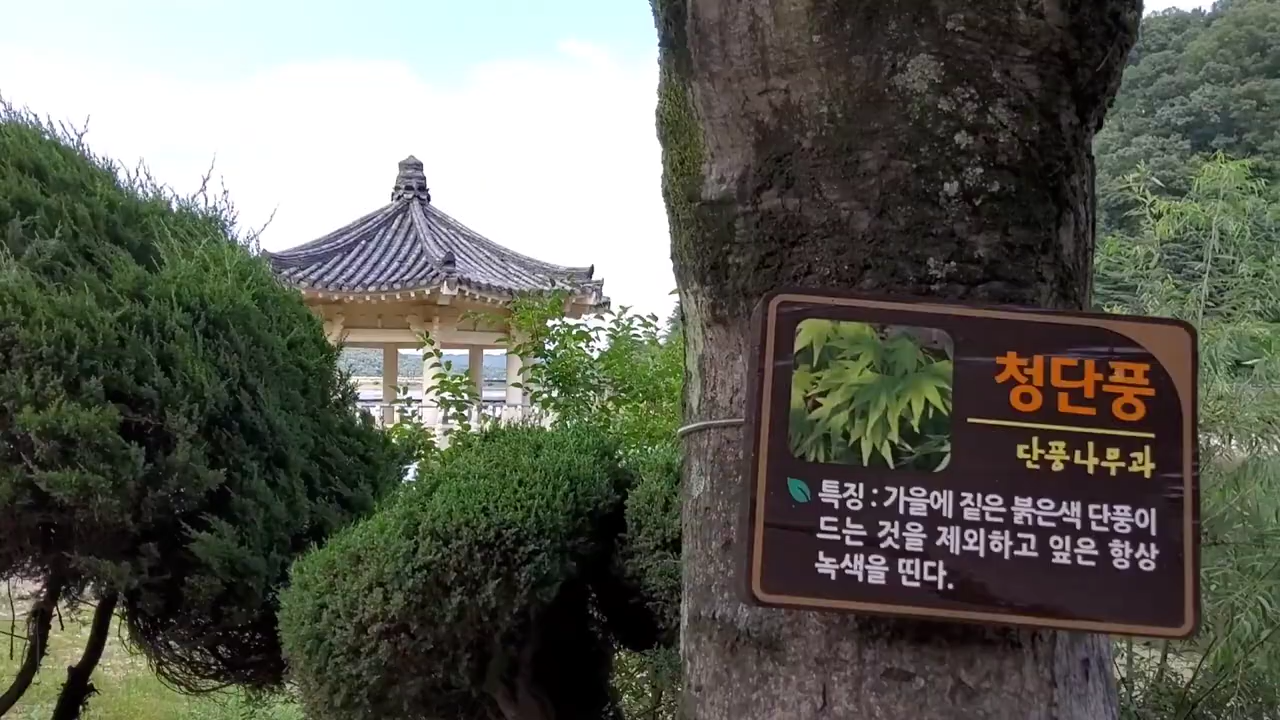 청단풍
단풍나무과
특징 : 가을에 짙은 붉은색 단풍이
드는 것을 제외하고 잎은 항상
녹색을 띤다.